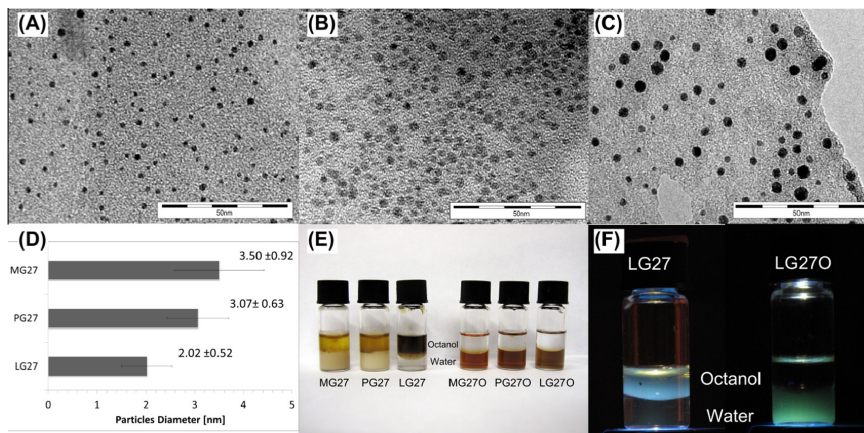 (A)
50nm
(B)
50nm
(C)
50nm
(D)
MG27
3.50 ±0.92
PG27
3.07± 0.63
LG27
2.02 ±0.52
0 1 2 3 4 5
Particles Diameter [nm]
(E)
Octanol
Water
MG27 PG27 LG27 MG27O PG27O LG27O
(F)
LG27 LG27O
Octanol
Water